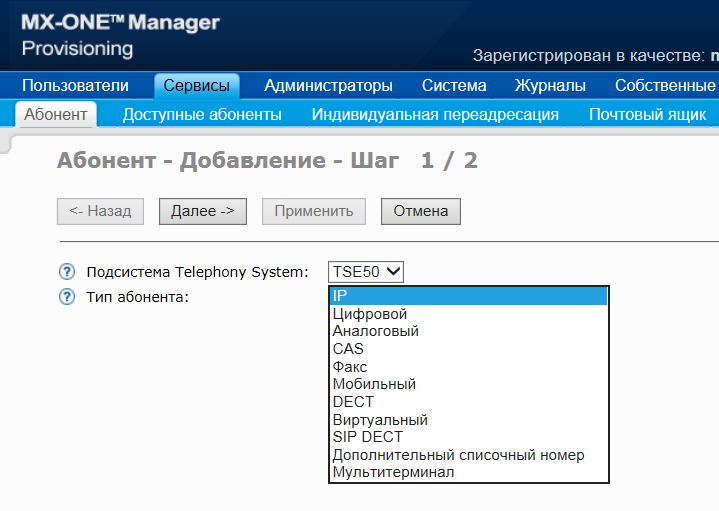 MX-ONE™ Manager
Provisioning
Зарегистрирован в качестве:
Пользователи Сервисы Администраторы Система Журналы Собственные
Абонент Доступные абоненты Индивидуальная переадресация Почтовый ящик
Абонент - Добавление - Шаг 1 / 2
<- Назад Далее -> Применить Отмена
? Подсистема Telephony System: TSE50
? Тип абонента:
IP
Цифровой
Аналоговый
CAS
Факс
Мобильный
DECT
Виртуальный
SIP DECT
Дополнительный списочный номер
Мультитерминал